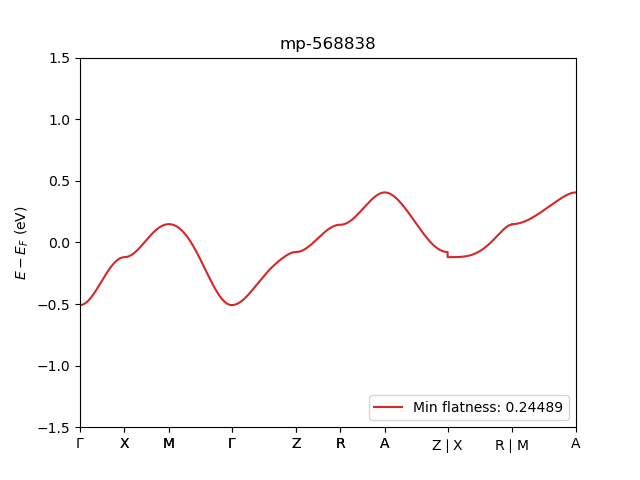 mp-568838
E − E_F (eV)
1.5
1.0
0.5
0.0
−0.5
−1.0
−1.5
Min flatness: 0.24489
Γ X M Γ Z R A Z | X R | M A